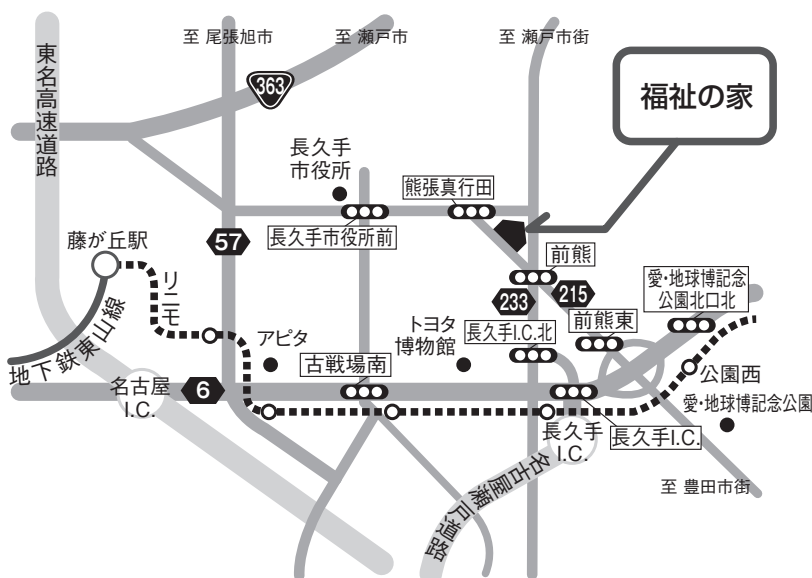 至 尾張旭市
至 瀬戸市
至 瀬戸市街
東名高速道路
363
福祉の家
長久手
市役所
熊張真行田
長久手市役所前
57
藤が丘駅
リニモ
前熊
233
215
愛・地球博記念
公園北口北
前熊東
長久手I.C.北
トヨタ
博物館
アピタ
古戦場南
地下鉄東山線
名古屋
I.C.
6
公園西
愛・地球博記念公園
長久手
I.C.
長久手I.C.
名古屋瀬戸道路
至 豊田市街